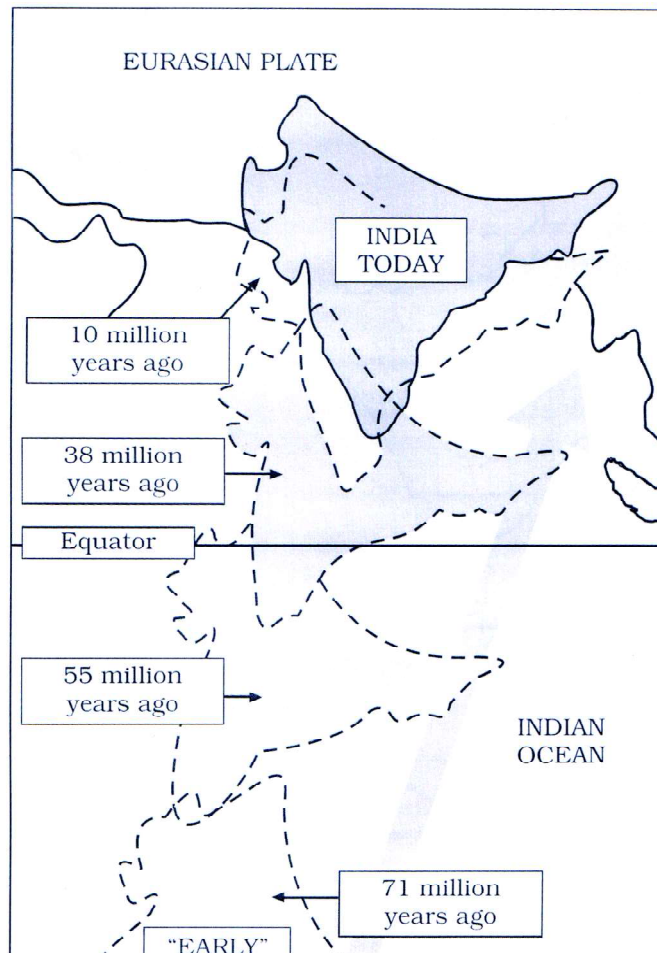 EURASIAN PLATE
INDIA
TODAY
10 million
years ago
38 million
years ago
Equator
55 million
years ago
INDIAN
OCEAN
71 million
years ago
“EARLY”